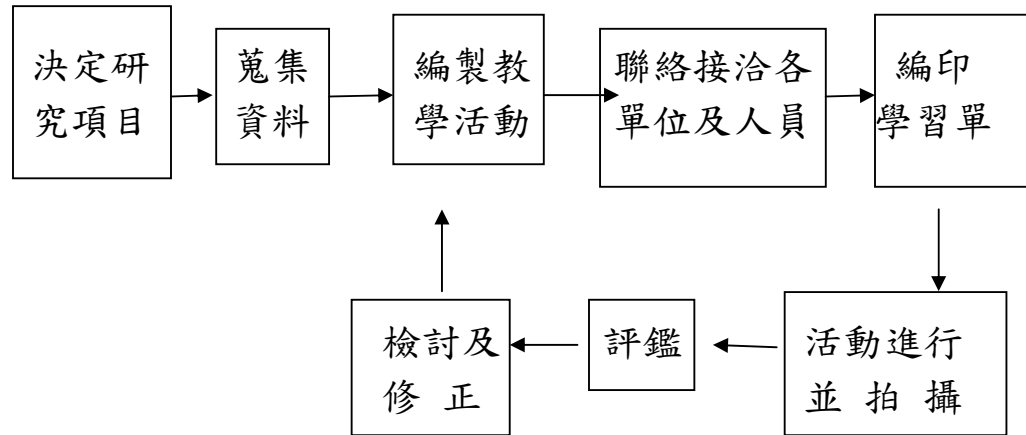 決定研
究項目
蒐集
資料
編製教
學活動
聯絡接洽各
單位及人員
編印
學習單
活動進行
並拍攝
評鑑
檢討及
修正